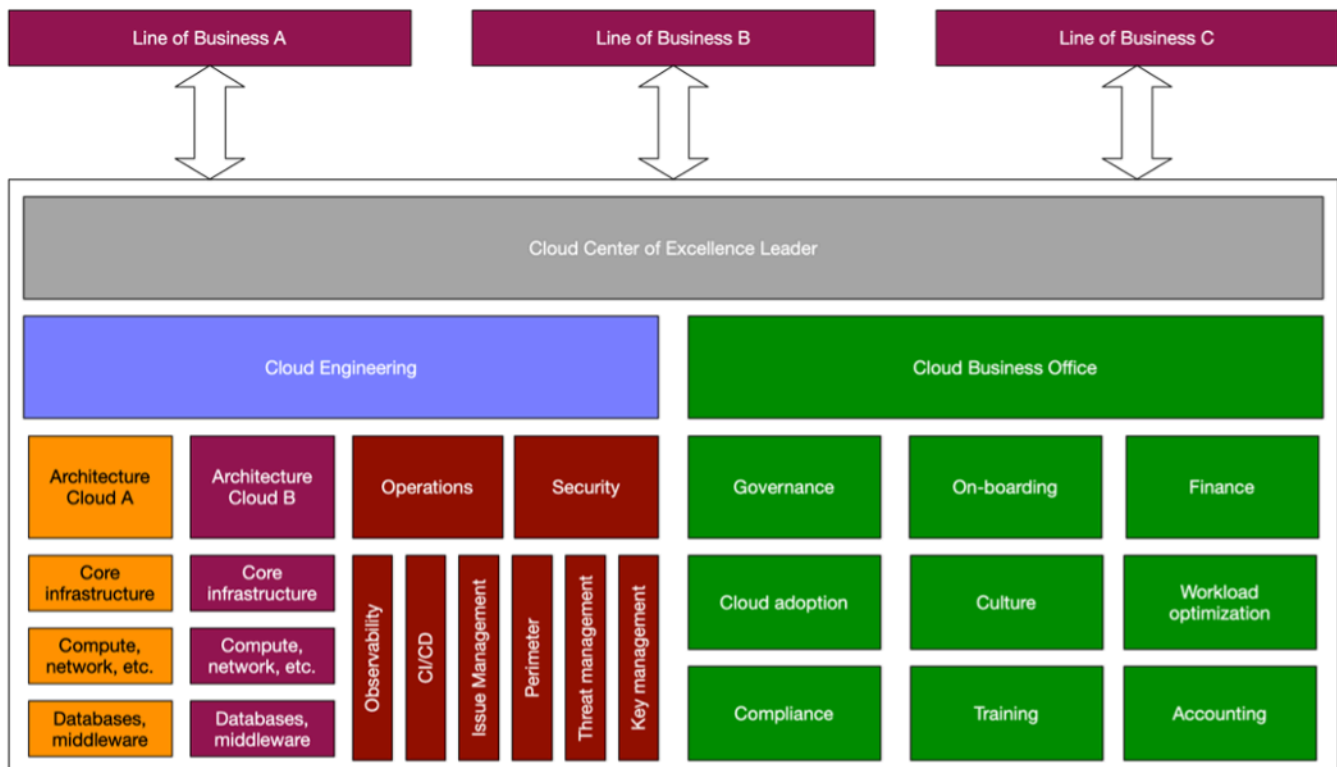 Line of Business A
Line of Business B
Line of Business C
Cloud Center of Excellence Leader
Cloud Engineering
Cloud Business Office
Architecture
Cloud A
Architecture
Cloud B
Operations
Security
Governance
On-boarding
Finance
Core
infrastructure
Core
infrastructure
Compute,
network, etc.
Compute,
network, etc.
Databases,
middleware
Databases,
middleware
Observability
CI/CD
Issue Management
Perimeter
Threat management
Key management
Cloud adoption
Culture
Workload
optimization
Compliance
Training
Accounting